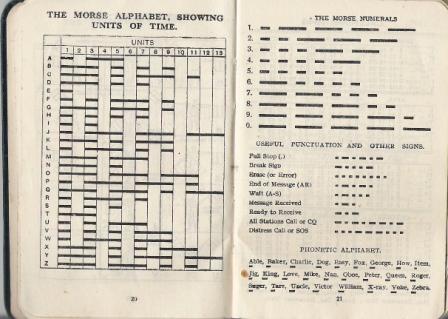 THE MORSE ALPHABET, SHOWING
UNITS OF TIME.
UNITS
1 2 3 4 5 6 7 8 9 10 11 12 13
A
B
C
D
E
F
G
H
I
J
K
L
M
N
O
P
Q
R
S
T
U
V
W
X
Y
Z
20
THE MORSE NUMERALS
1.
2.
3.
4.
5.
6.
7.
8.
9.
0.
USEFUL PUNCTUATION AND OTHER SIGNS.
Full Stop (.)
Break Sign
Erase (or Error)
End of Message (AR)
Wait (A-S)
Message Received
Ready to Receive
All Stations Call or CQ
Distress Call or SOS
PHONETIC ALPHABET.
Able, Baker, Charlie, Dog, Easy, Fox, George, How, Item,
Jig, King, Love, Mike, Nan, Oboe, Peter, Queen, Roger,
Sugar, Tare, Uncle, Victor William, X-ray, Yoke, Zebra.
21